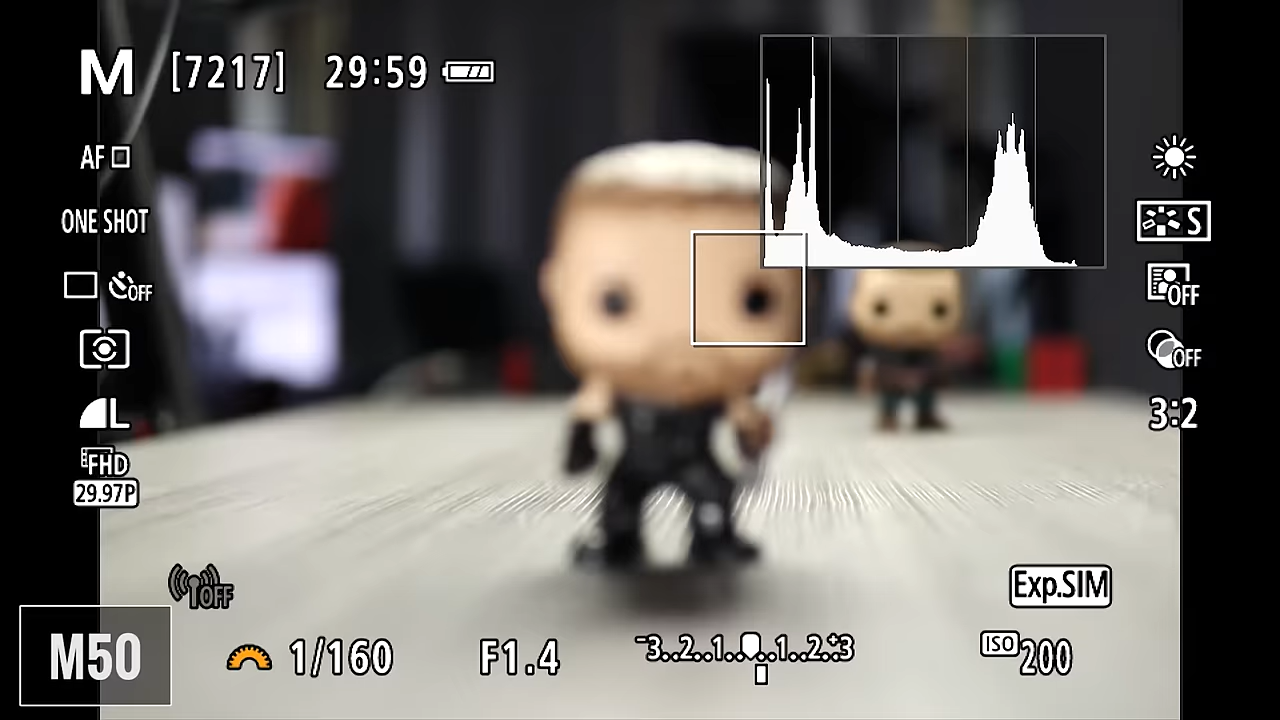 M [7217] 29:59
AF
ONE SHOT
OFF
L
FHD
29.97P
S
OFF
OFF
3:2
OFF
Exp.SIM
M50
1/160 F1.4 -3..2..1....1..2..+3 ISO 200